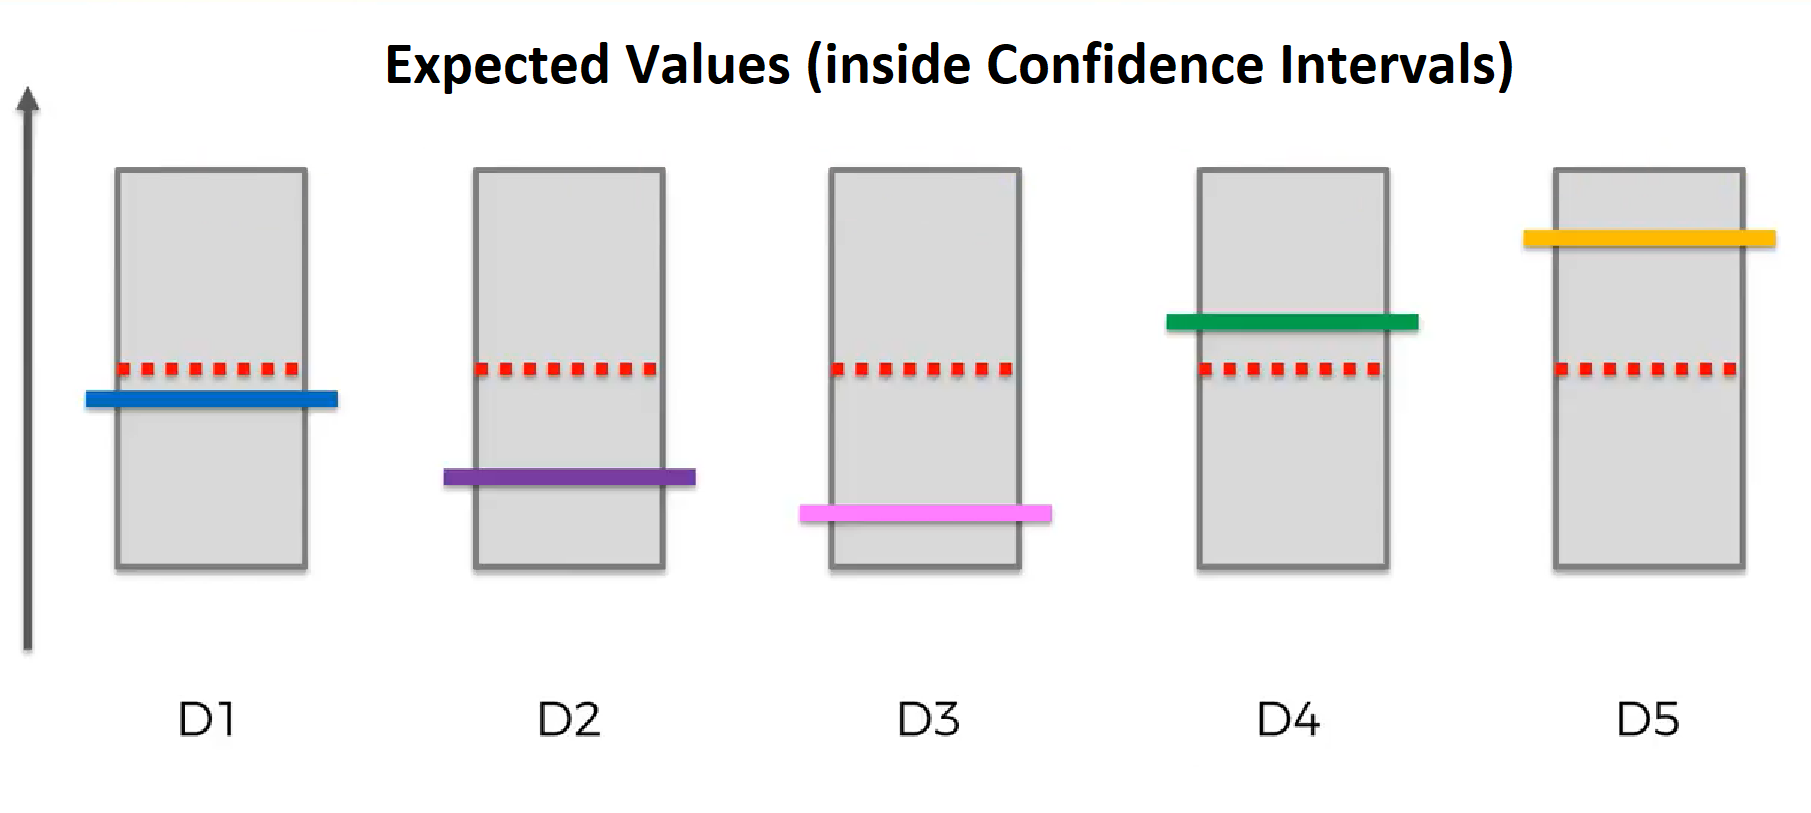 Expected Values (inside Confidence Intervals)
D1 D2 D3 D4 D5